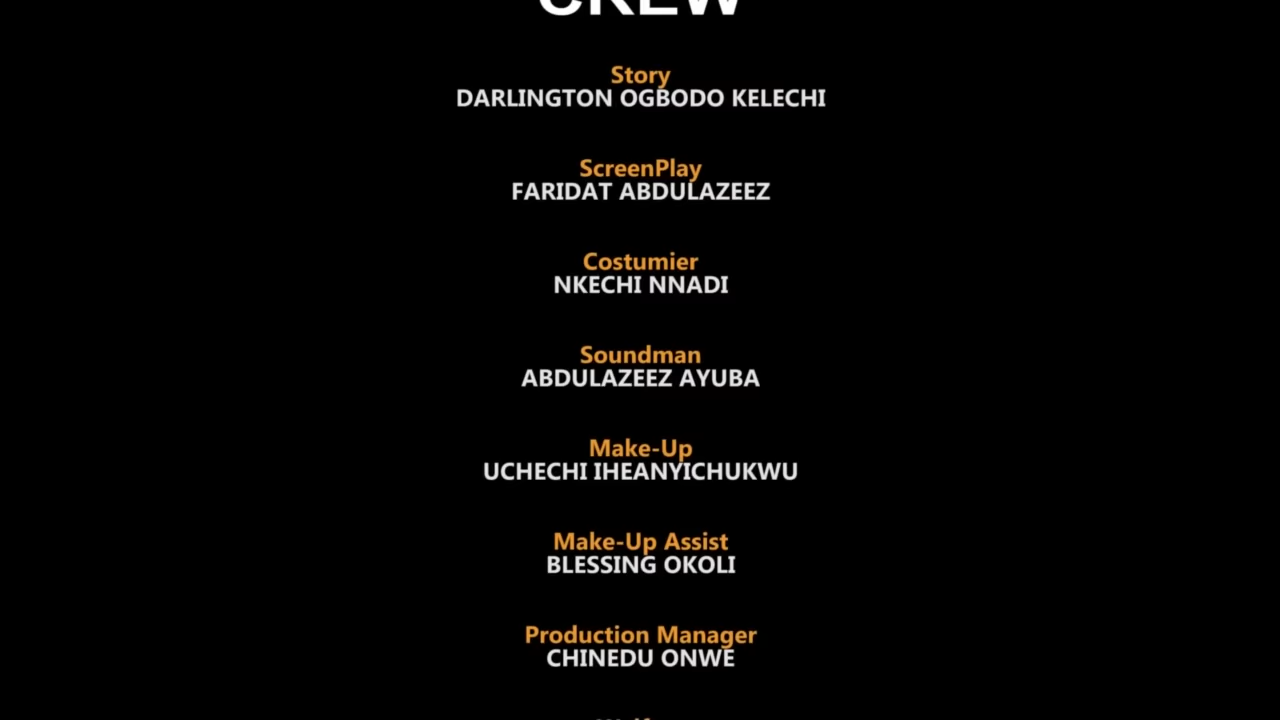 CREW
Story
DARLINGTON OGBODO KELECHI
ScreenPlay
FARIDAT ABDULAZEEZ
Costumier
NKECHI NNADI
Soundman
ABDULAZEEZ AYUBA
Make-Up
UCHECHI IHEANYICHUKWU
Make-Up Assist
BLESSING OKOLI
Production Manager
CHINEDU ONWE